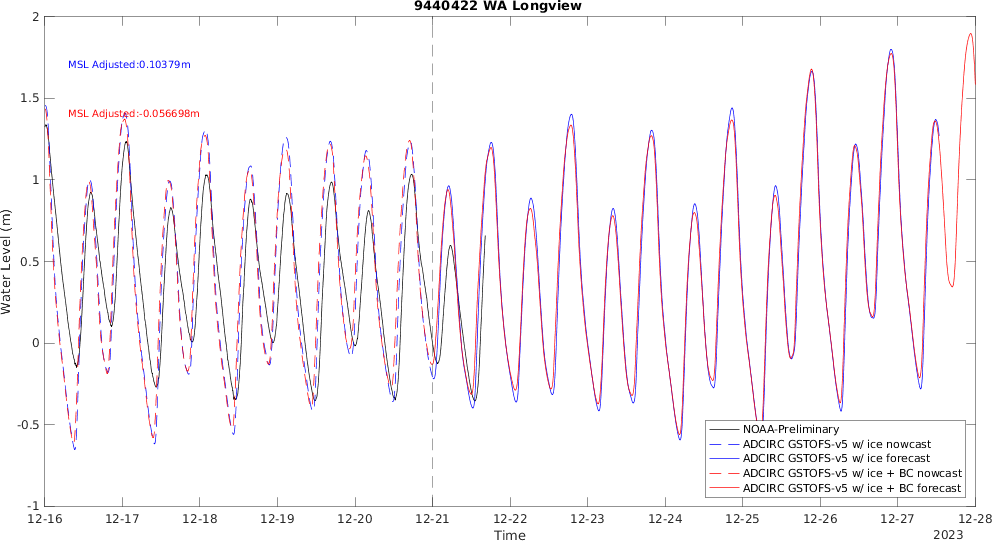 9440422 WA Longview
MSL Adjusted:0.10379m
MSL Adjusted:-0.056698m
Water Level (m)
2
1.5
1
0.5
0
-0.5
-1
NOAA-Preliminary
ADCIRC GSTOFS-v5 w/ ice nowcast
ADCIRC GSTOFS-v5 w/ ice forecast
ADCIRC GSTOFS-v5 w/ ice + BC nowcast
ADCIRC GSTOFS-v5 w/ ice + BC forecast
12-16 12-17 12-18 12-19 12-20 12-21 12-22 12-23 12-24 12-25 12-26 12-27 12-28
Time
2023